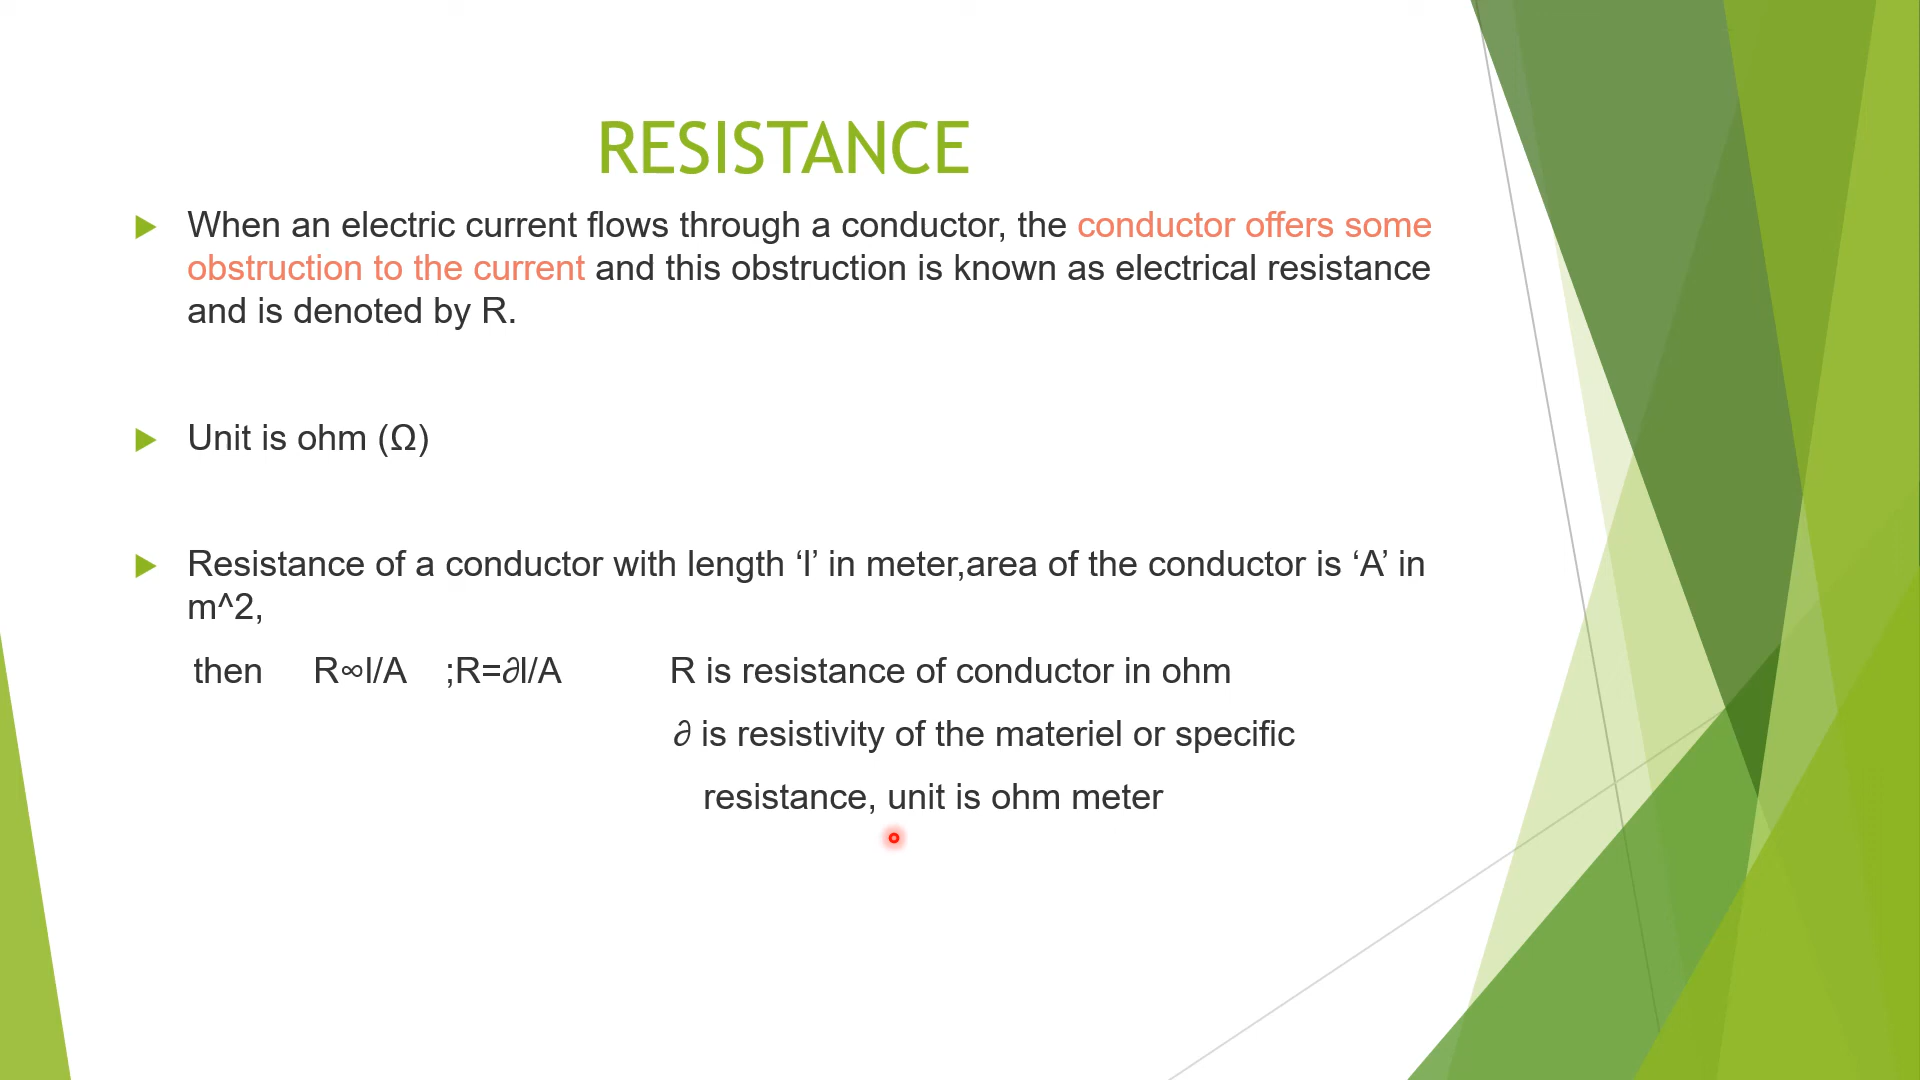 RESISTANCE
When an electric current flows through a conductor, the conductor offers some
obstruction to the current and this obstruction is known as electrical resistance
and is denoted by R.
Unit is ohm (Ω)
Resistance of a conductor with length ‘l’ in meter,area of the conductor is ‘A’ in
m^2,
then R∞l/A ;R=∂l/A R is resistance of conductor in ohm
∂ is resistivity of the materiel or specific
resistance, unit is ohm meter